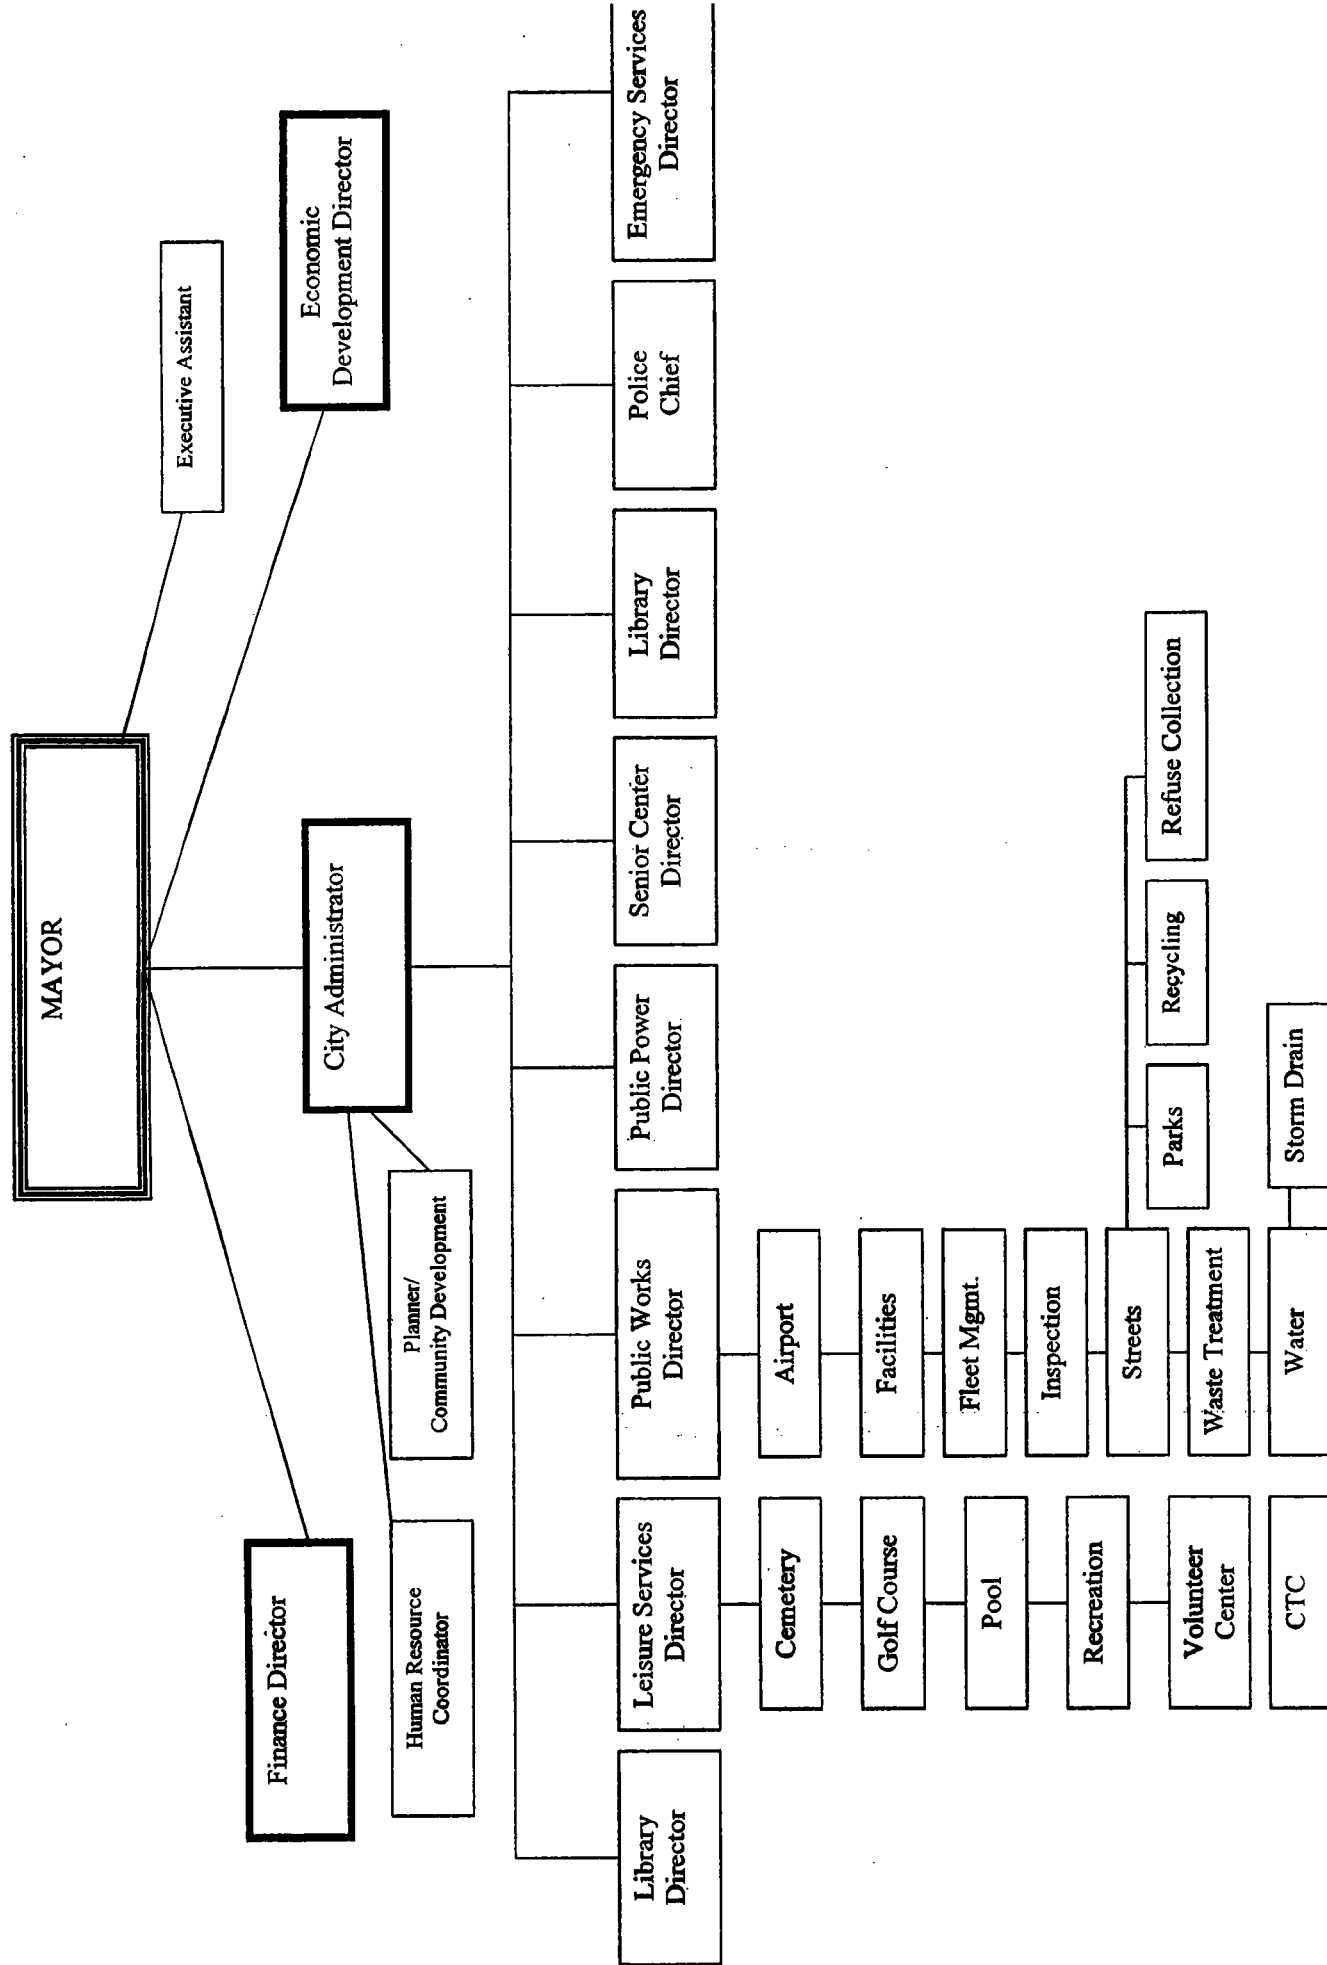 MAYOR
Executive Assistant
Finance Director
City Administrator
Economic
Development Director
Human Resource
Coordinator
Planner/
Community Development
Library
Director
Leisure Services
Director
Public Works
Director
Public Power
Director
Senior Center
Director
Library
Director
Police
Chief
Emergency Services
Director
Cemetery
Golf Course
Pool
Recreation
Volunteer
Center
CTC
Airport
Facilities
Fleet Mgmt.
Inspection
Streets
Waste Treatment
Water
Parks
Recycling
Refuse Collection
Storm Drain